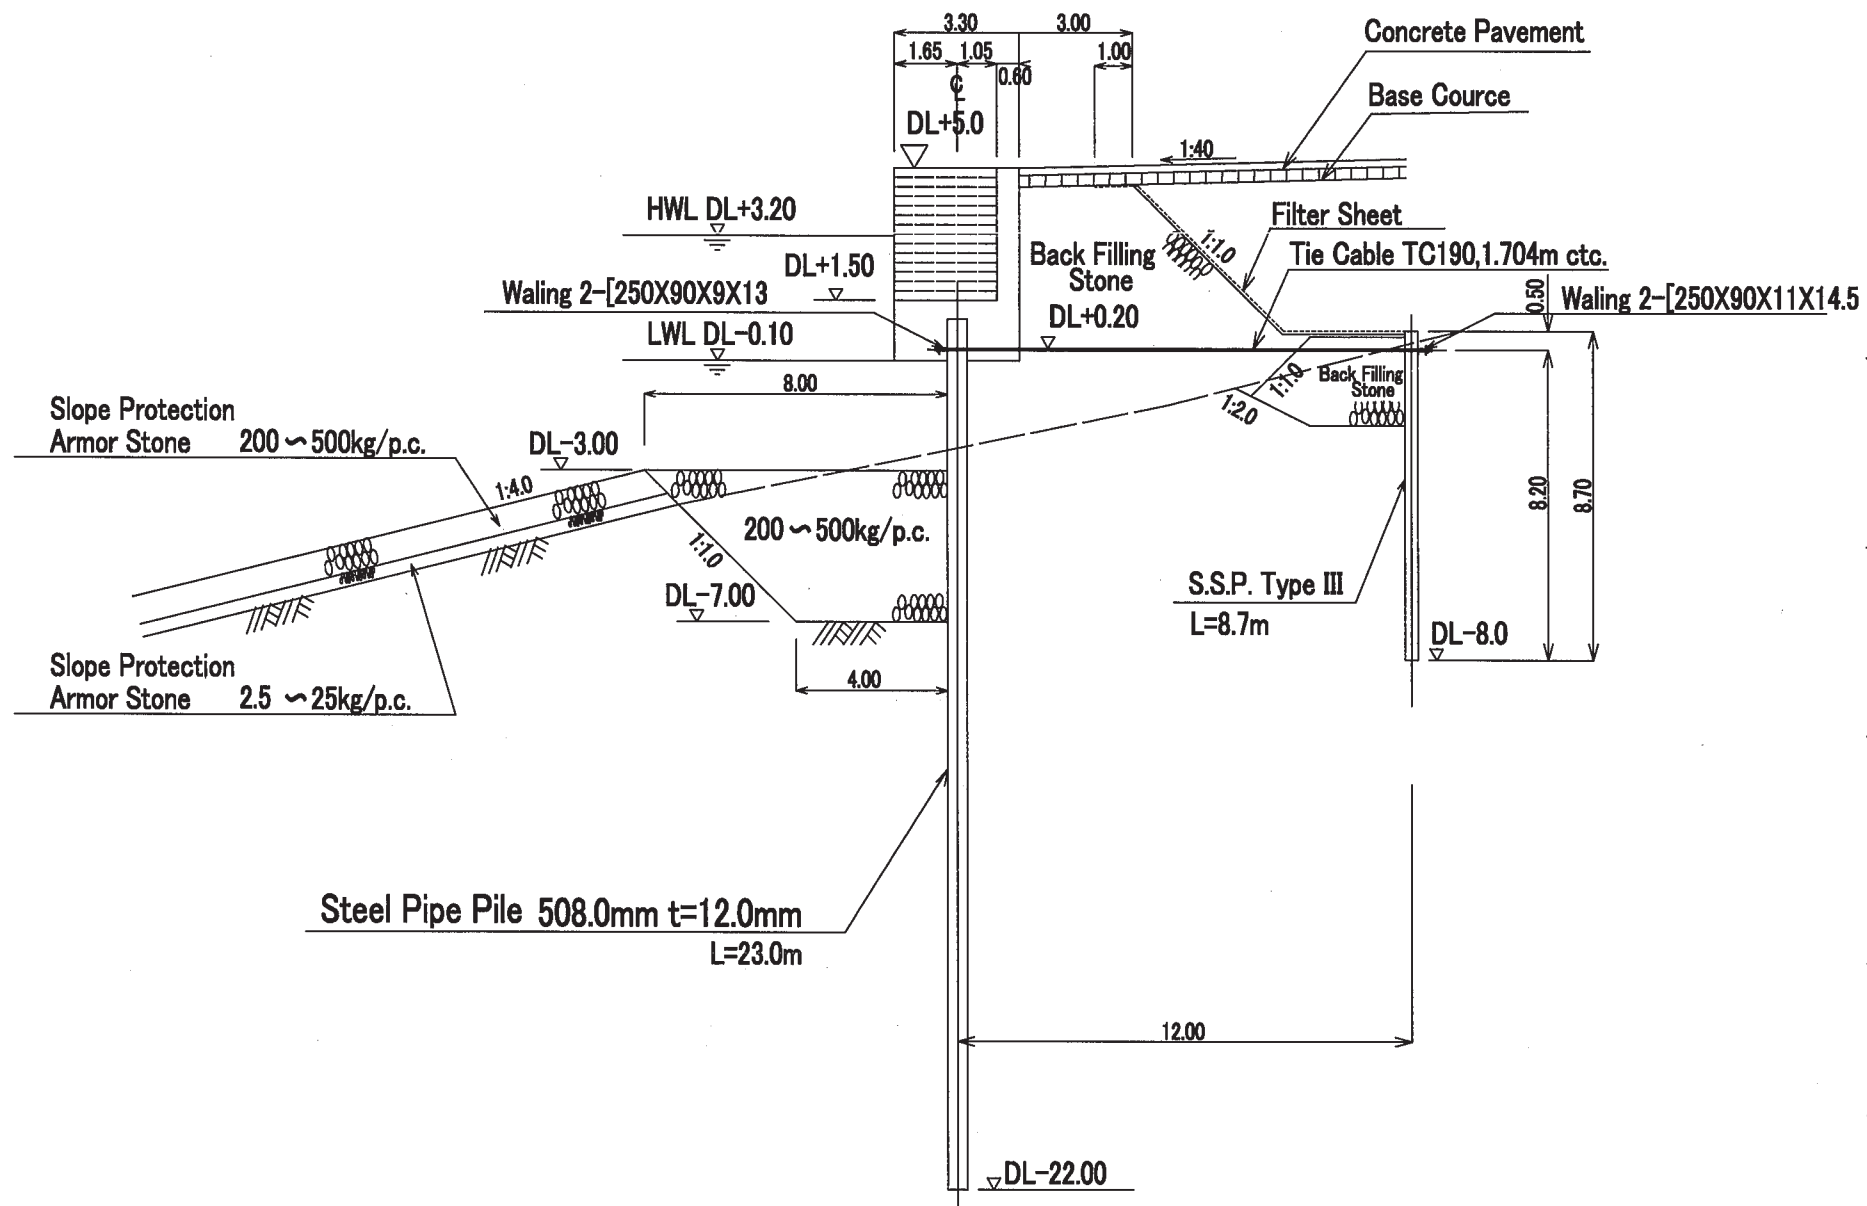 3.30
3.00
Concrete Pavement
1.65
1.05
1.00
0.60
℄
Base Cource
DL+5.0
1:40
HWL DL+3.20
Filter Sheet
1:1.0
Back Filling
Stone
Tie Cable TC190,1.704m ctc.
DL+1.50
Waling 2-[250X90X9X13
0.50
Waling 2-[250X90X11X14.5
DL+0.20
LWL DL-0.10
8.00
1:1.0
Back Filling
Stone
1:2.0
Slope Protection
Armor Stone 200~500kg/p.c.
DL-3.00
1:4.0
8.20
8.70
200~500kg/p.c.
1:1.0
DL-7.00
S.S.P. Type III
L=8.7m
DL-8.0
Slope Protection
Armor Stone 2.5 ~25kg/p.c.
4.00
Steel Pipe Pile 508.0mm t=12.0mm
L=23.0m
12.00
DL-22.00